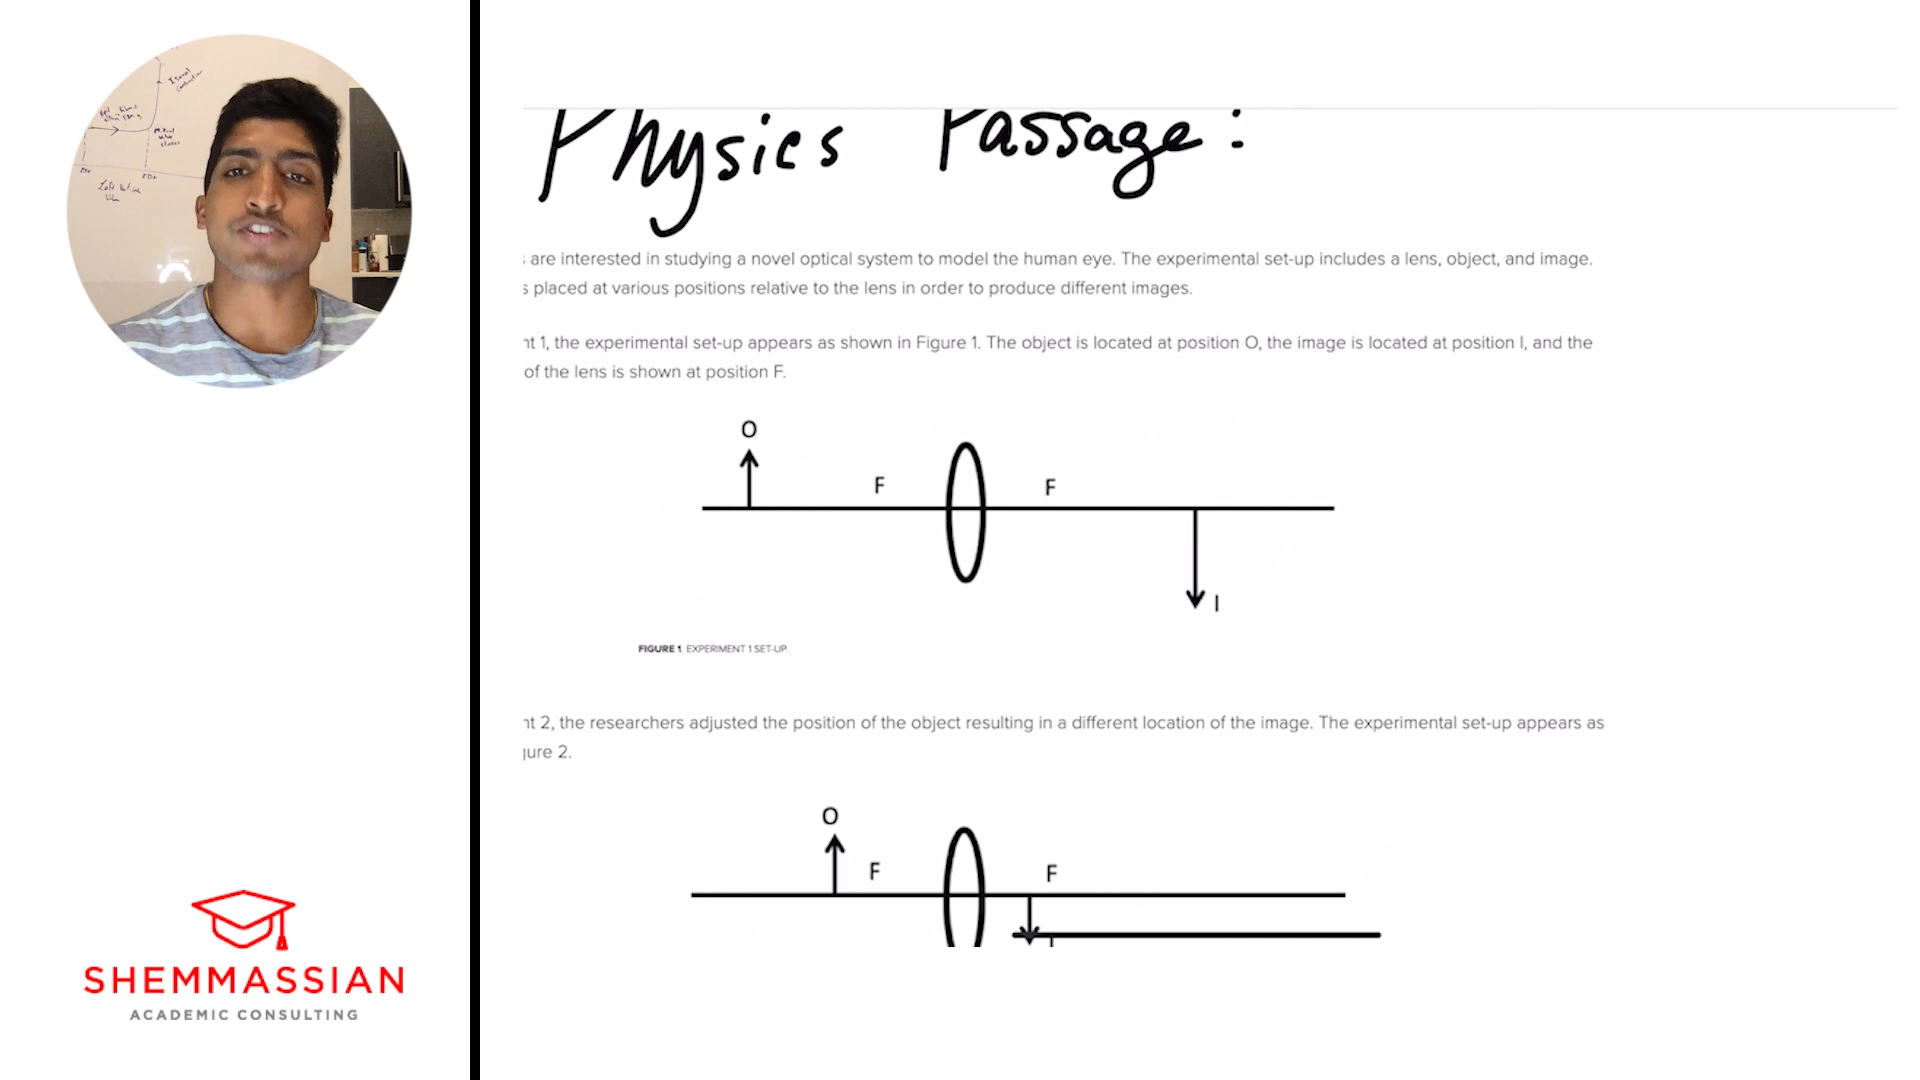 Physics Passage:
are interested in studying a novel optical system to model the human eye. The experimental set-up includes a lens, object, and image.
s placed at various positions relative to the lens in order to produce different images.
nt 1, the experimental set-up appears as shown in Figure 1. The object is located at position O, the image is located at position I, and the
of the lens is shown at position F.
O
F
F
I
FIGURE 1. EXPERIMENT 1 SET-UP.
nt 2, the researchers adjusted the position of the object resulting in a different location of the image. The experimental set-up appears as
gure 2.
O
F
F
SHEMMASSIAN
ACADEMIC CONSULTING